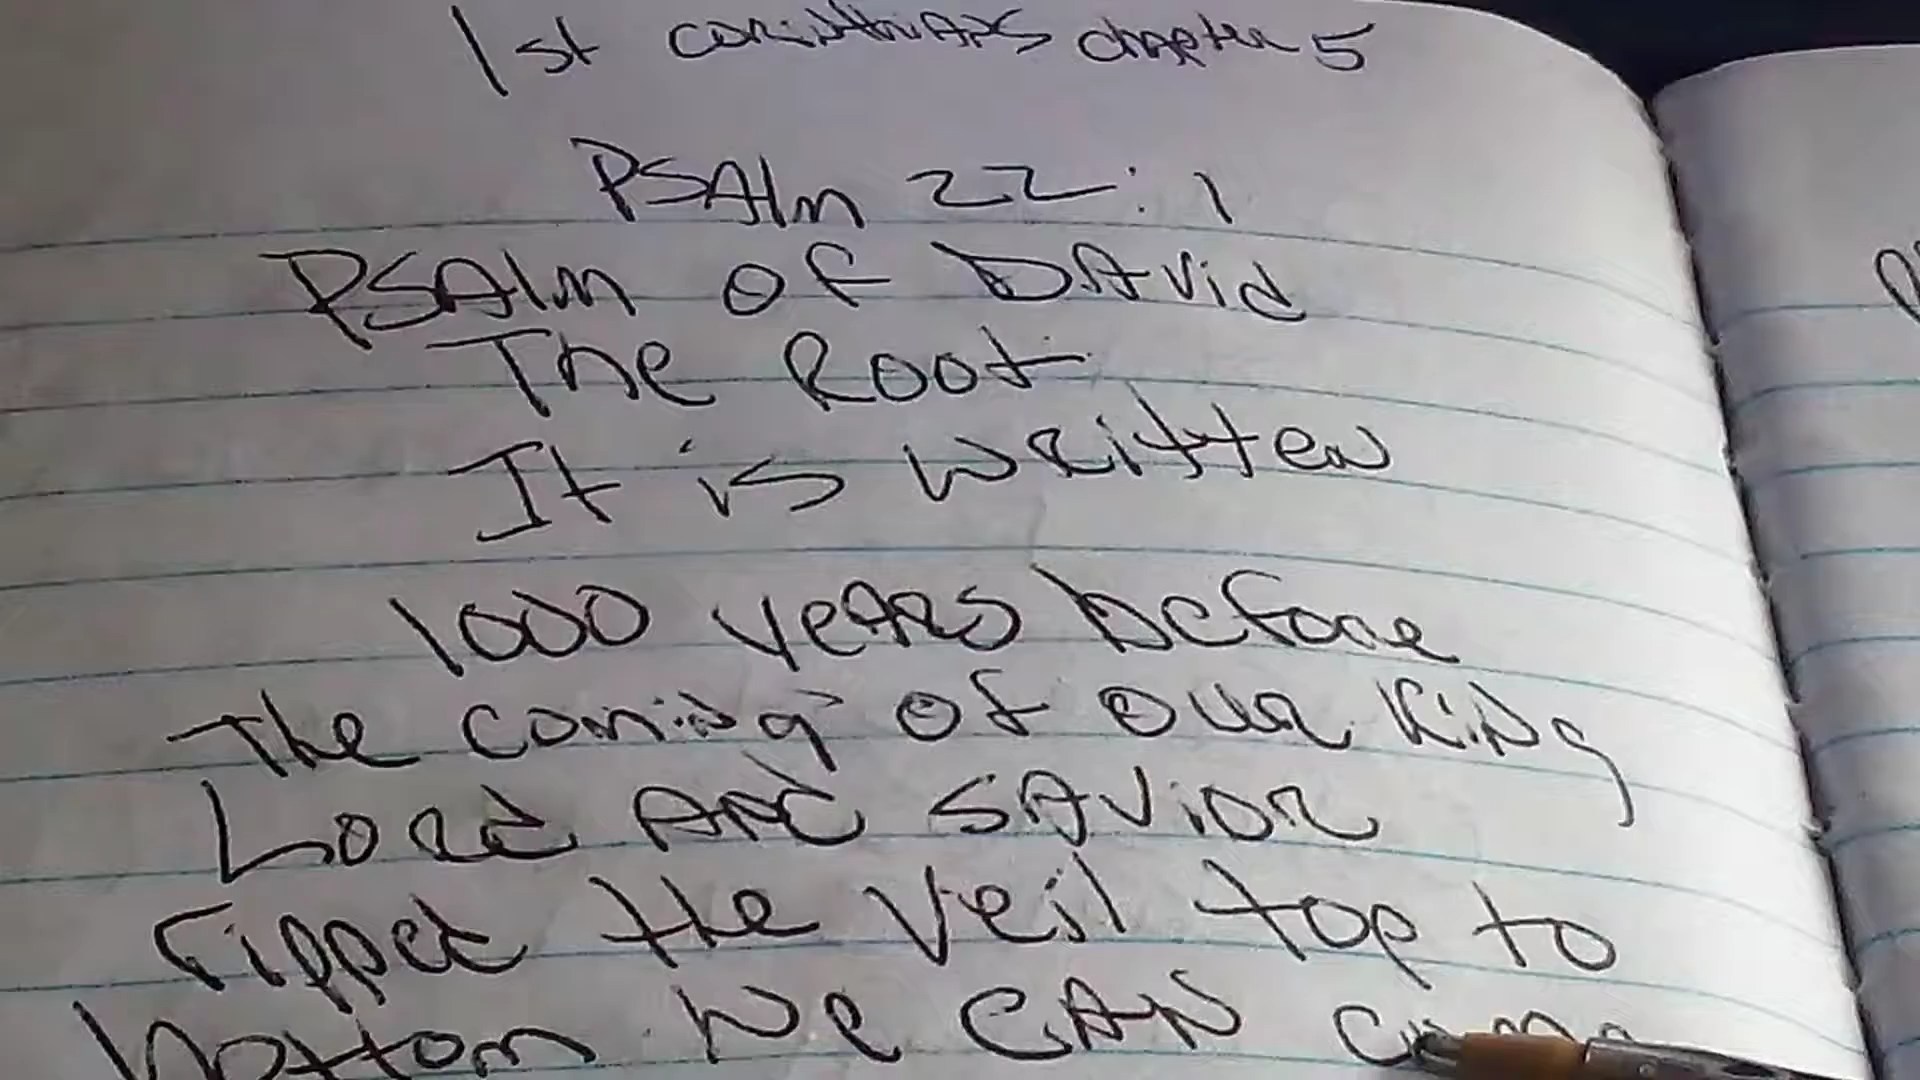 1st corinthians chapter 5
PSAlm 22:1
PSAlm of DAvid
The Root
It is written
1000 years before
The coming of our King
Lord And SAvior
ripped the veil top to
bottom we CAN come